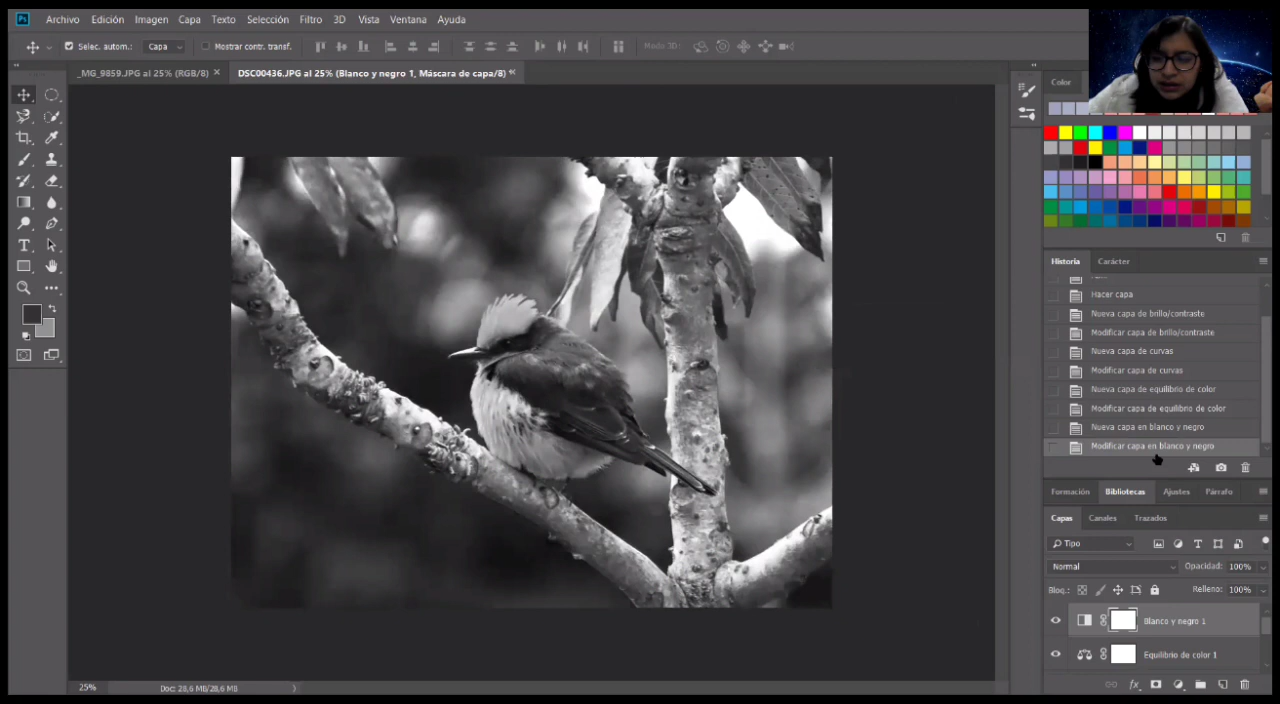 Ps Archivo Edición Imagen Capa Texto Selección Filtro 3D Vista Ventana Ayuda
Selec. autom.: Capa Mostrar contr. transf. Modo 3D:
_MG_9859.JPG al 25% (RGB/8) × DSC00436.JPG al 25% (Blanco y negro 1, Máscara de capa/8) *
Color
Historia Carácter
Hacer capa
Nueva capa de brillo/contraste
Modificar capa de brillo/contraste
Nueva capa de curvas
Modificar capa de curvas
Nueva capa de equilibrio de color
Modificar capa de equilibrio de color
Nueva capa en blanco y negro
Modificar capa en blanco y negro
Formación Bibliotecas Ajustes Párrafo
Capas Canales Trazados
Tipo
Normal Opacidad: 100%
Bloq.: Relleno: 100%
Blanco y negro 1
Equilibrio de color 1
fx
25% Doc: 28,6 MB/28,6 MB